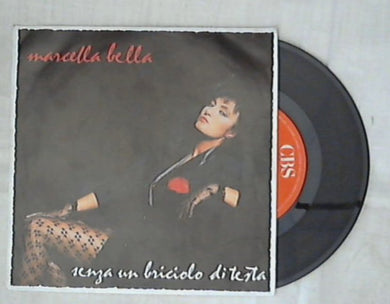 marcella bella
CBS
senza un briciolo di testa